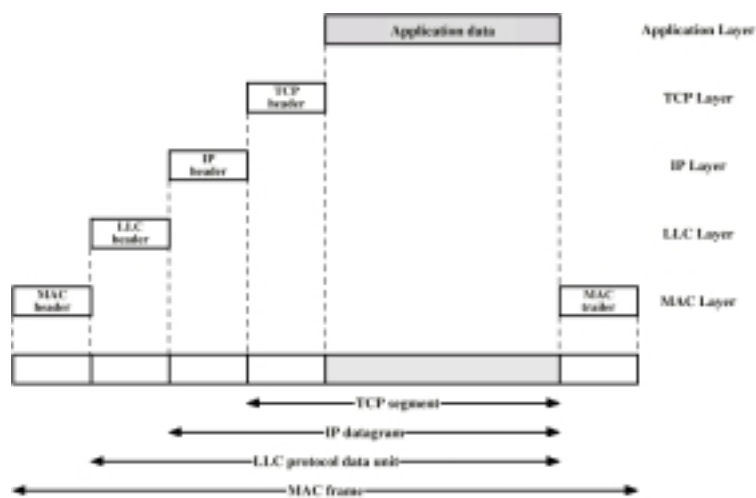 Application data
Application Layer
TCP
header
TCP Layer
IP
header
IP Layer
LLC
header
LLC Layer
MAC
header
MAC
trailer
MAC Layer
TCP segment
IP datagram
LLC protocol data unit
MAC frame